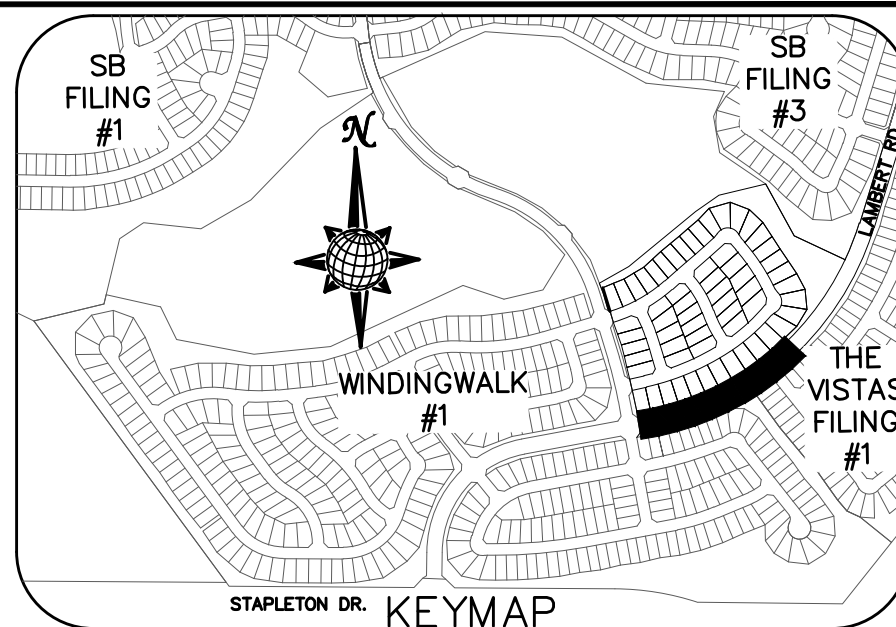 SB
FILING
#1
SB
FILING
#3
N
LAMBERT RD
WINDINGWALK
#1
THE
VISTAS
FILING
#1
STAPLETON DR.
KEYMAP